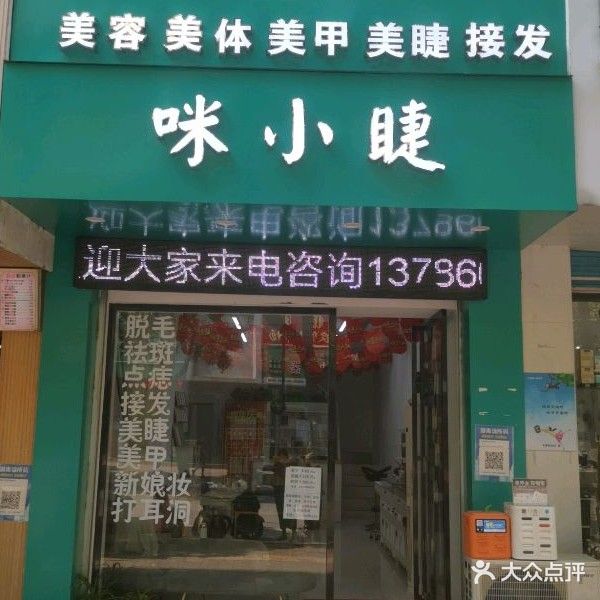 美容 美体 美甲 美睫 接发
咪小睫
迎大家来电咨询13786
脱毛
祛斑
点痣
接发
美睫
美甲
新娘妆
打耳洞
大众点评